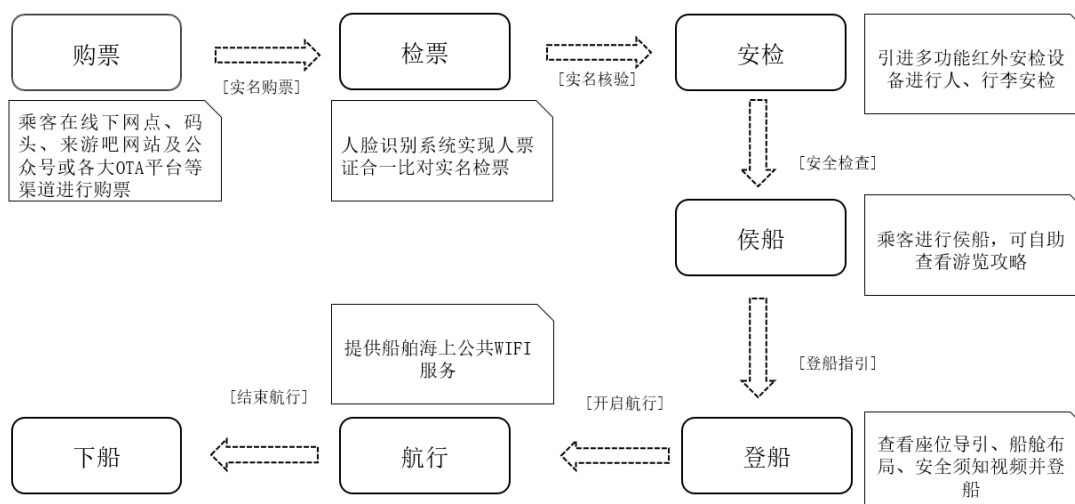 购票
[实名购票]
检票
[实名核验]
安检
引进多功能红外安检设
备进行人、行李安检
乘客在线下网点、码
头、来游吧网站及公
众号或各大OTA平台等
渠道进行购票
人脸识别系统实现人票
证合一比对实名检票
[安全检查]
侯船
乘客进行侯船，可自助
查看游览攻略
[登船指引]
提供船舶海上公共WIFI
服务
[结束航行]
[开启航行]
下船
航行
登船
查看座位导引、船舱布
局、安全须知视频并登
船